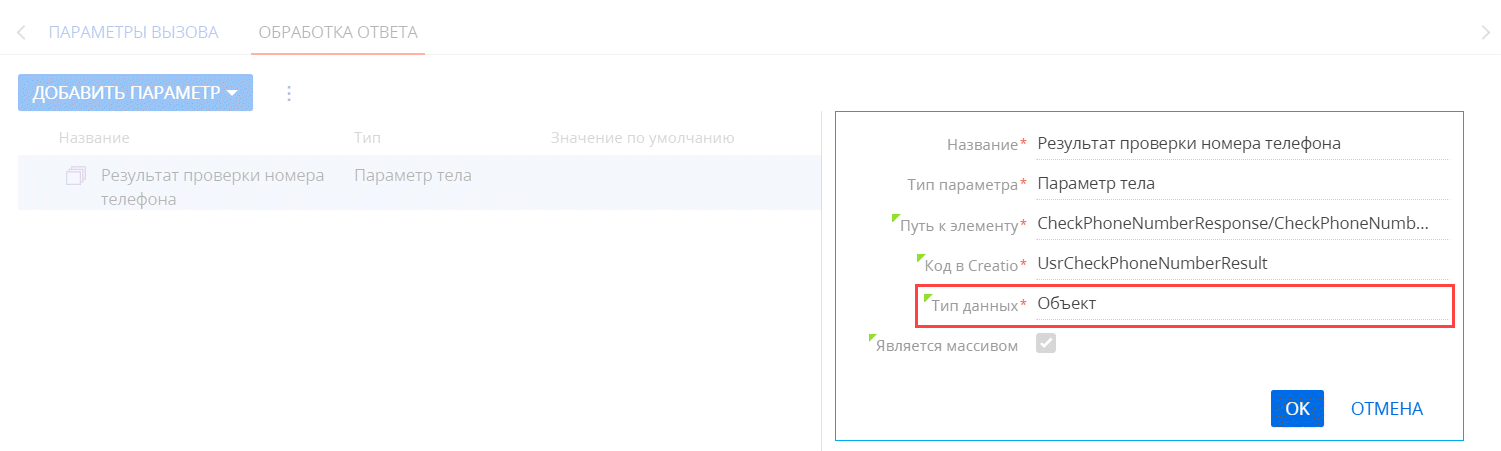 ПАРАМЕТРЫ ВЫЗОВА ОБРАБОТКА ОТВЕТА
ДОБАВИТЬ ПАРАМЕТР
Название Тип Значение по умолчанию
Результат проверки номера Параметр тела
телефона
Название* Результат проверки номера телефона
Тип параметра* Параметр тела
Путь к элементу* CheckPhoneNumberResponse/CheckPhoneNumb...
Код в Creatio* UsrCheckPhoneNumberResult
Тип данных* Объект
Является массивом
ОК ОТМЕНА